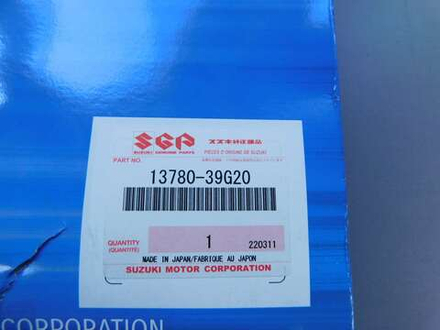 SGP スズキ純正部品
SUZUKI GENUINE PARTS PIECES D'ORIGINE DE SUZUKI
PART NO.
13780-39G20
QUANTITY 1 220311
(QUANTITÉ)
MADE IN JAPAN/FABRIQUE AU JAPON
SUZUKI MOTOR CORPORATION
CORPORATION